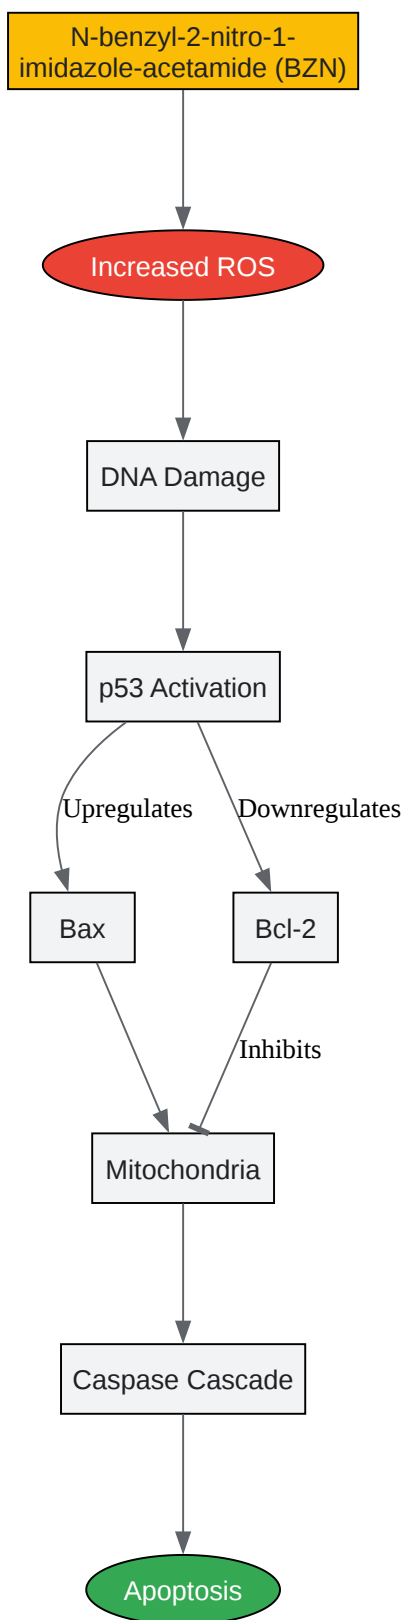 N-benzyl-2-nitro-1-
imidazole-acetamide (BZN)
Increased ROS
DNA Damage
p53 Activation
Upregulates
Downregulates
Bax
Bcl-2
Inhibits
Mitochondria
Caspase Cascade
Apoptosis